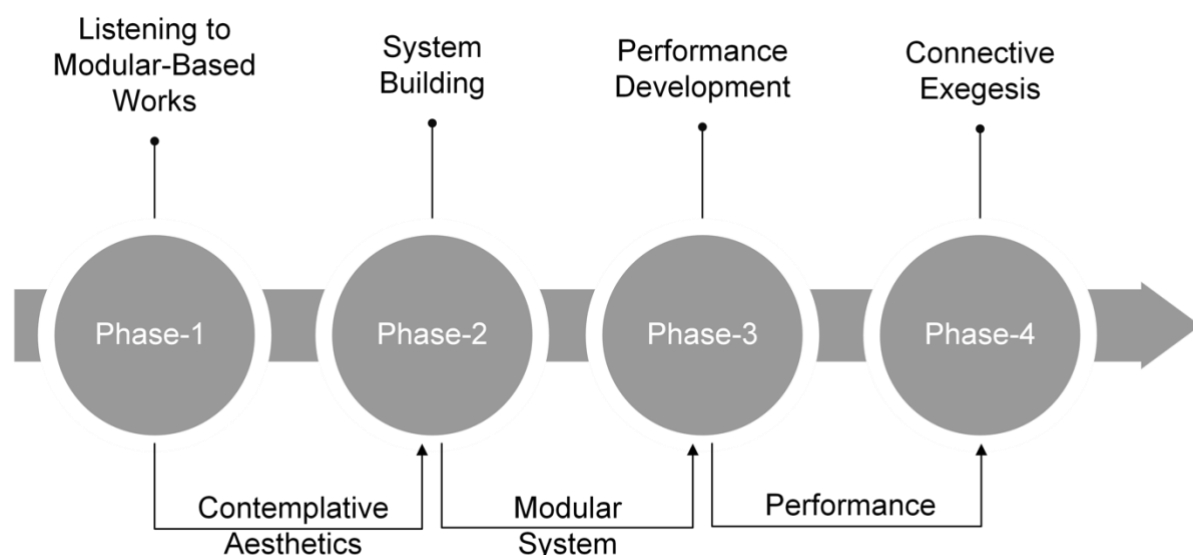 Listening to
Modular-Based
Works
System
Building
Performance
Development
Connective
Exegesis
Phase-1
Phase-2
Phase-3
Phase-4
Contemplative
Aesthetics
Modular
System
Performance